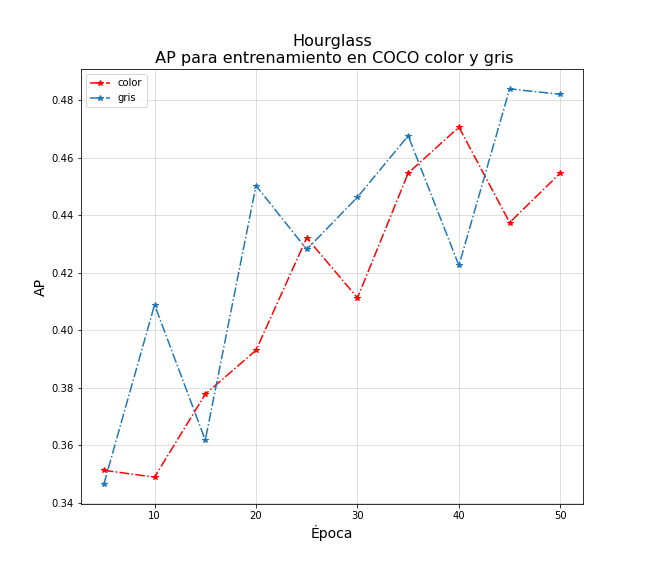 Hourglass
AP para entrenamiento en COCO color y gris
color
gris
AP
0.48
0.46
0.44
0.42
0.40
0.38
0.36
0.34
10 20 30 40 50
Época